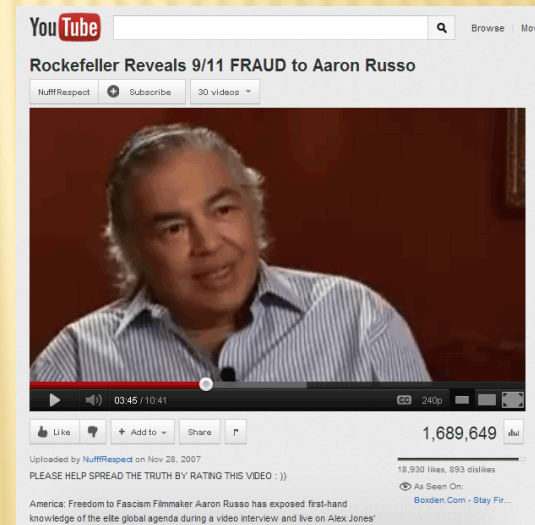 YouTube
Browse Mov
Rockefeller Reveals 9/11 FRAUD to Aaron Russo
NufffRespect Subscribe 30 videos
03:45 / 10:41 CC 240p
Like + Add to Share
1,689,649
Uploaded by NufffRespect on Nov 28, 2007
PLEASE HELP SPREAD THE TRUTH BY RATING THIS VIDEO : ))
18,930 likes, 893 dislikes
As Seen On:
Boxden.Com - Stay Fir...
America: Freedom to Fascism Filmmaker Aaron Russo has exposed first-hand
knowledge of the elite global agenda during a video interview and live on Alex Jones'